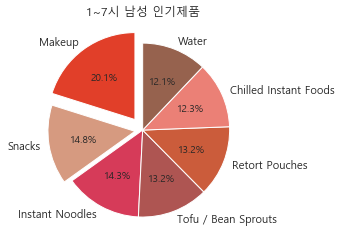 1~7시 남성 인기제품
Makeup
20.1%
Water
12.1%
Chilled Instant Foods
12.3%
Retort Pouches
13.2%
Tofu / Bean Sprouts
13.2%
Instant Noodles
14.3%
Snacks
14.8%